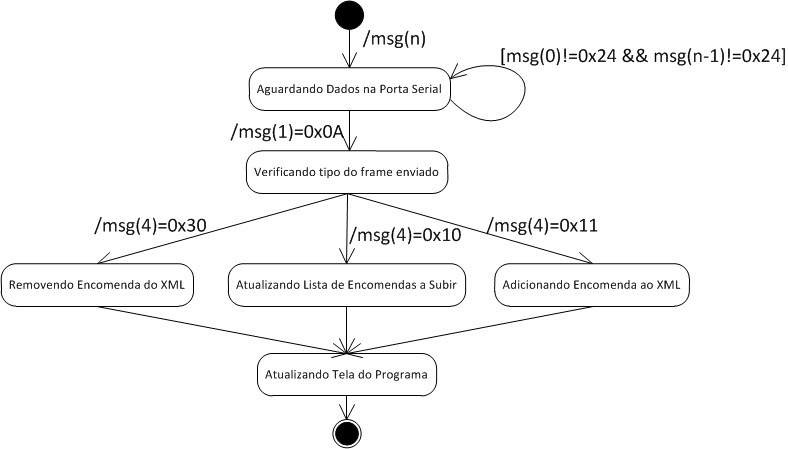 /msg(n)
[msg(0)!=0x24 && msg(n-1)!=0x24]
Aguardando Dados na Porta Serial
/msg(1)=0x0A
Verificando tipo do frame enviado
/msg(4)=0x30
/msg(4)=0x10
/msg(4)=0x11
Removendo Encomenda do XML
Atualizando Lista de Encomendas a Subir
Adicionando Encomenda ao XML
Atualizando Tela do Programa